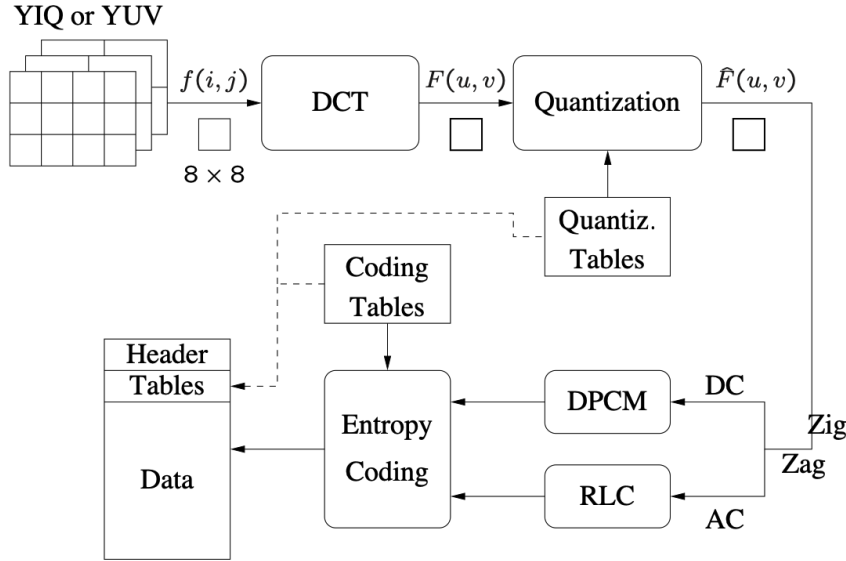 YIQ or YUV
f(i, j)
8 × 8
DCT
F(u, v)
Quantization
F̂(u, v)
Quantiz.
Tables
Coding
Tables
Header
Tables
Data
Entropy
Coding
DPCM
RLC
DC
AC
Zig
Zag